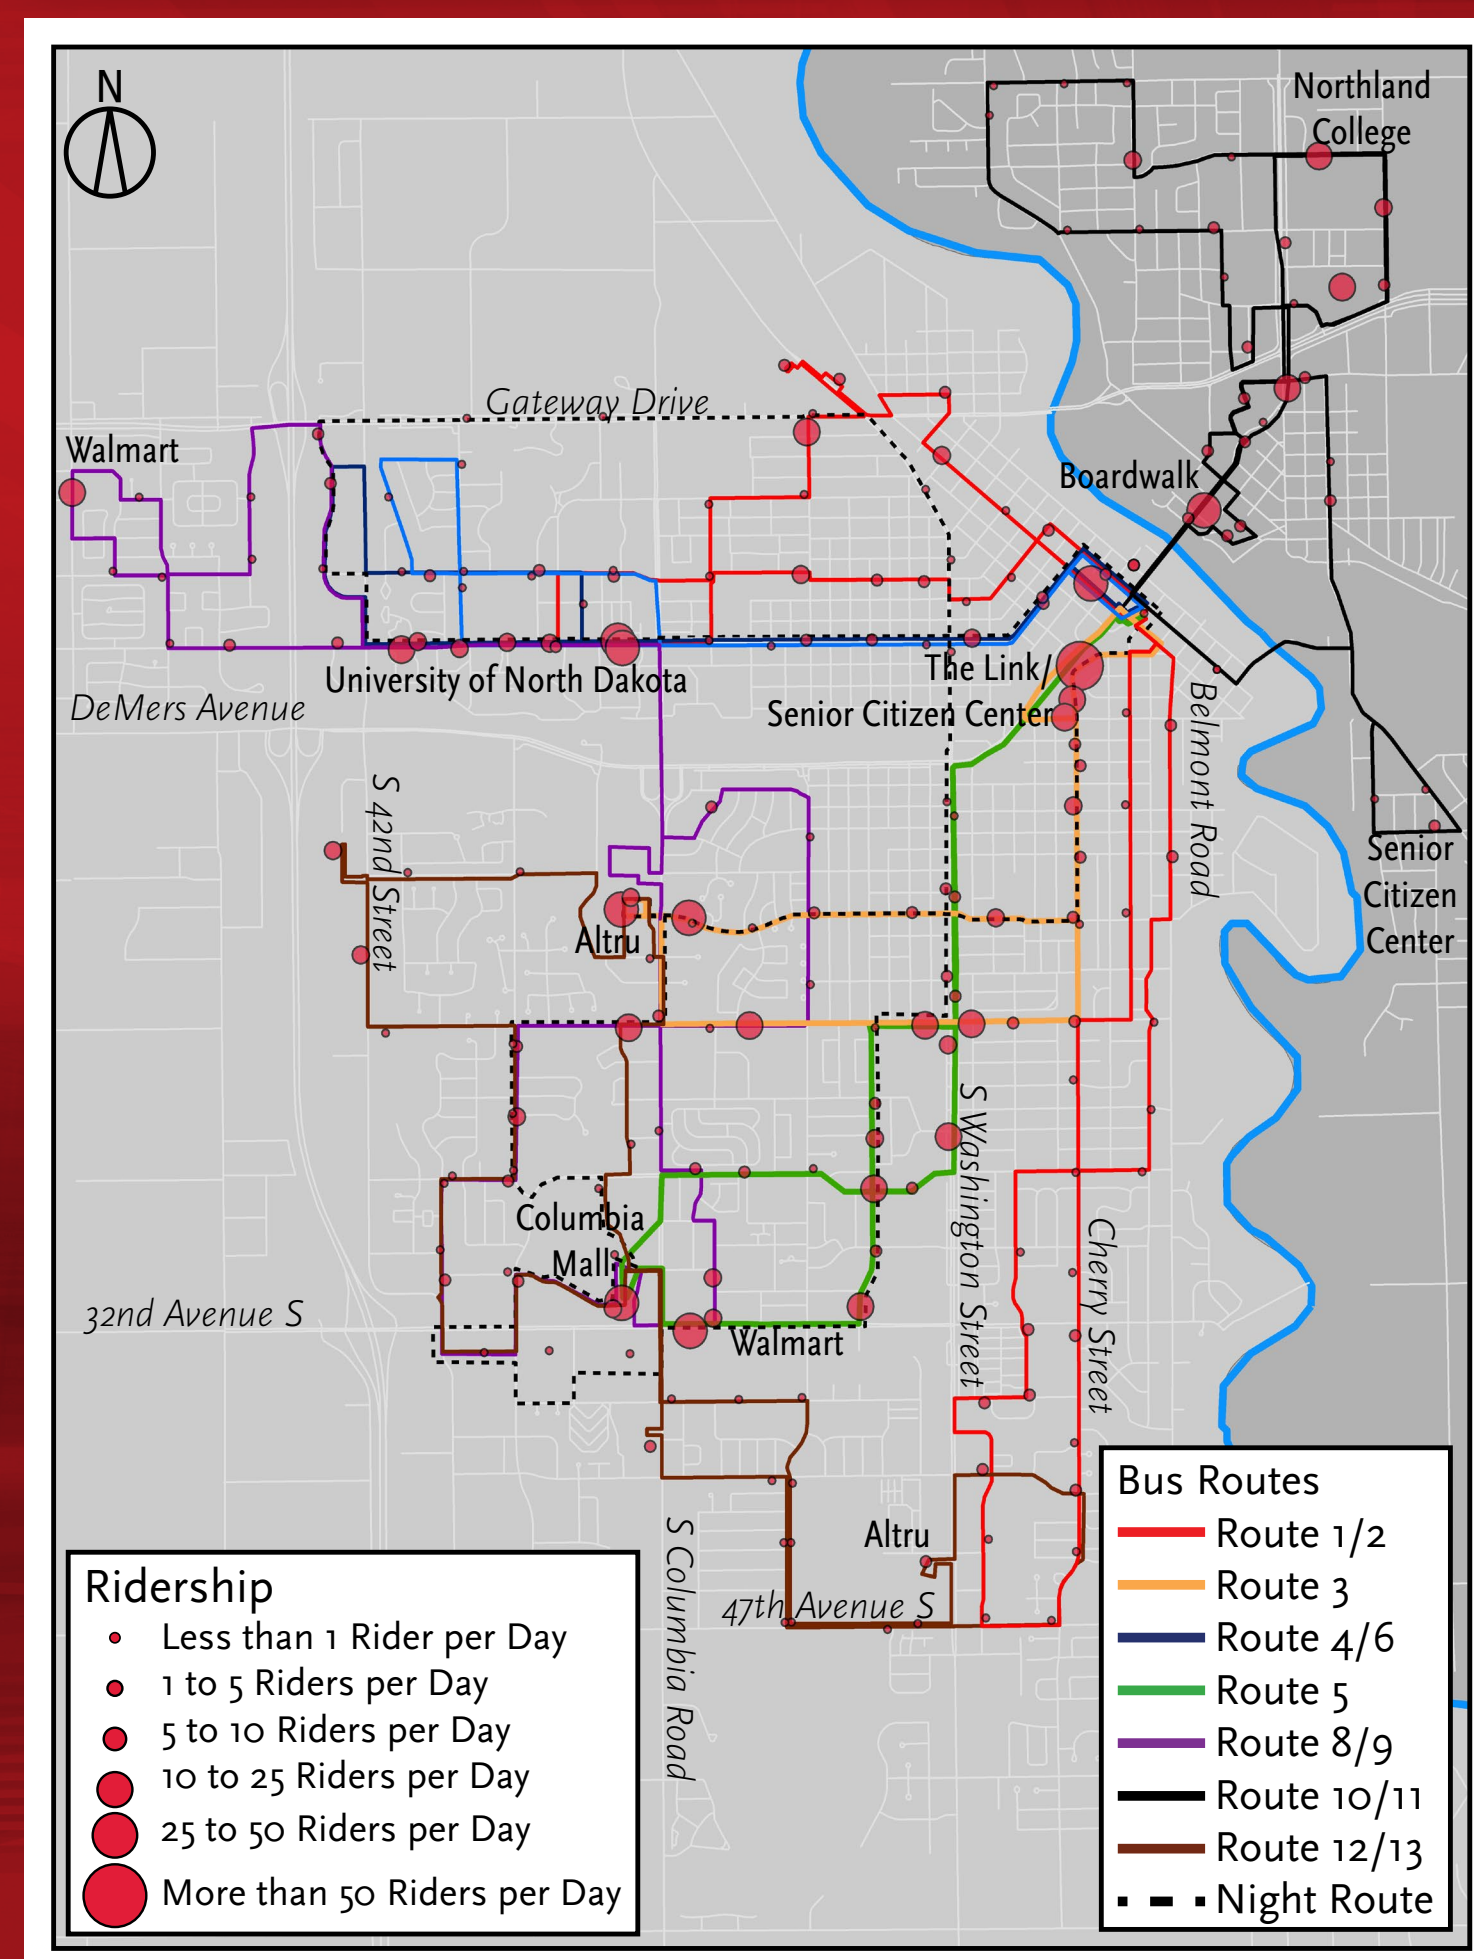 N
Northland
College
Gateway Drive
Walmart
Boardwalk
University of North Dakota
The Link/
Senior Citizen Center
DeMers Avenue
Belmont Road
S 42nd Street
Senior
Citizen
Center
Altru
S Washington Street
Columbia
Mall
Cherry Street
32nd Avenue S
Walmart
Altru
47th Avenue S
S Columbia Road
Ridership
Less than 1 Rider per Day
1 to 5 Riders per Day
5 to 10 Riders per Day
10 to 25 Riders per Day
25 to 50 Riders per Day
More than 50 Riders per Day
Bus Routes
Route 1/2
Route 3
Route 4/6
Route 5
Route 8/9
Route 10/11
Route 12/13
Night Route